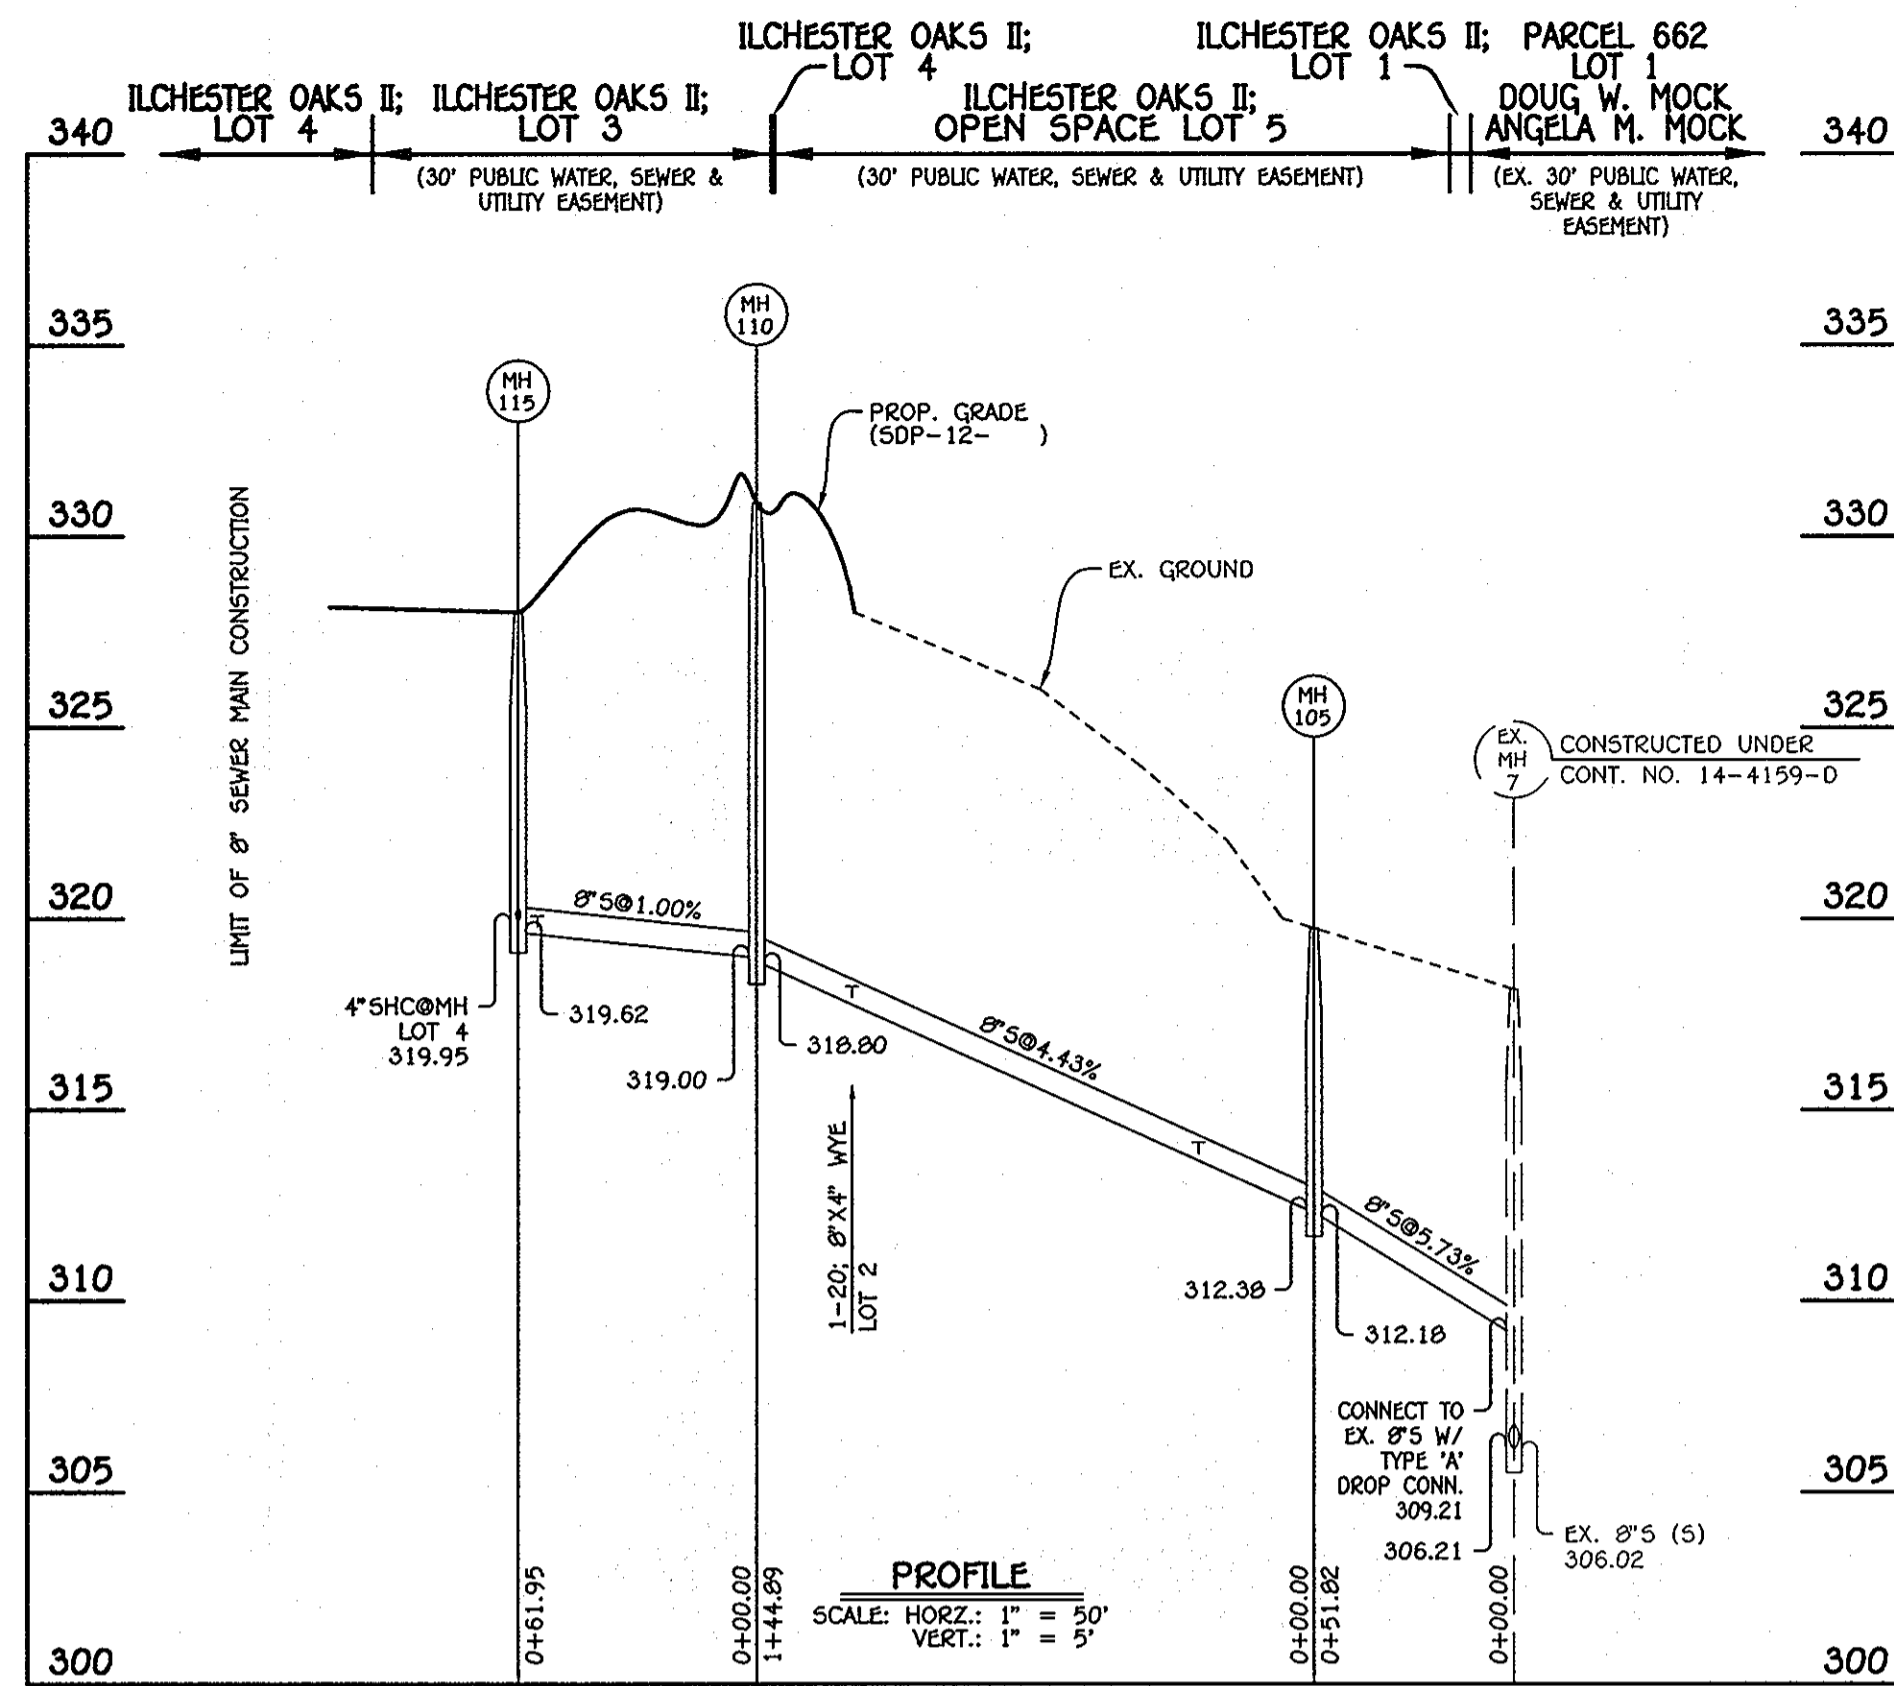 ILCHESTER OAKS II;
LOT 4
ILCHESTER OAKS II;
LOT 3
(30' PUBLIC WATER, SEWER &
UTILITY EASEMENT)
ILCHESTER OAKS II;
LOT 4
ILCHESTER OAKS II;
OPEN SPACE LOT 5
(30' PUBLIC WATER, SEWER & UTILITY EASEMENT)
ILCHESTER OAKS II;
LOT 1
PARCEL 662
LOT 1
DOUG W. MOCK
ANGELA M. MOCK
(EX. 30' PUBLIC WATER,
SEWER & UTILITY
EASEMENT)
340
335
330
325
320
315
310
305
300
340
335
330
325
320
315
310
305
300
LIMIT OF 8" SEWER MAIN CONSTRUCTION
MH
115
MH
110
PROP. GRADE
(SDP-12- )
EX. GROUND
MH
105
EX.
MH
7
CONSTRUCTED UNDER
CONT. NO. 14-4159-D
8"S@1.00%
T
4"SHC@MH
LOT 4
319.95
319.62
319.00
318.80
T
8"S@4.43%
T
1-20; 8"X4" WYE
LOT 2
312.38
312.18
8"S@5.73%
CONNECT TO
EX. 8"S W/
TYPE 'A'
DROP CONN.
309.21
306.21
EX. 8"S (S)
306.02
0+61.95
0+00.00
1+44.89
0+00.00
0+51.82
0+00.00
PROFILE
SCALE: HORZ.: 1" = 50'
VERT.: 1" = 5'